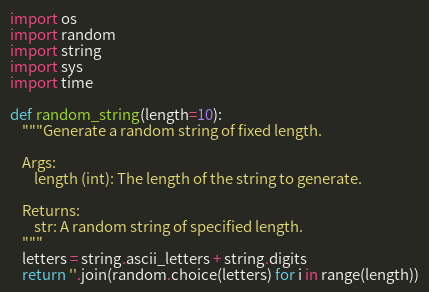 import os
import random
import string
import sys
import time

def random_string(length=10):
    """Generate a random string of fixed length.

    Args:
        length (int): The length of the string to generate.

    Returns:
        str: A random string of specified length.
    """
    letters = string.ascii_letters + string.digits
    return ''.join(random.choice(letters) for i in range(length))